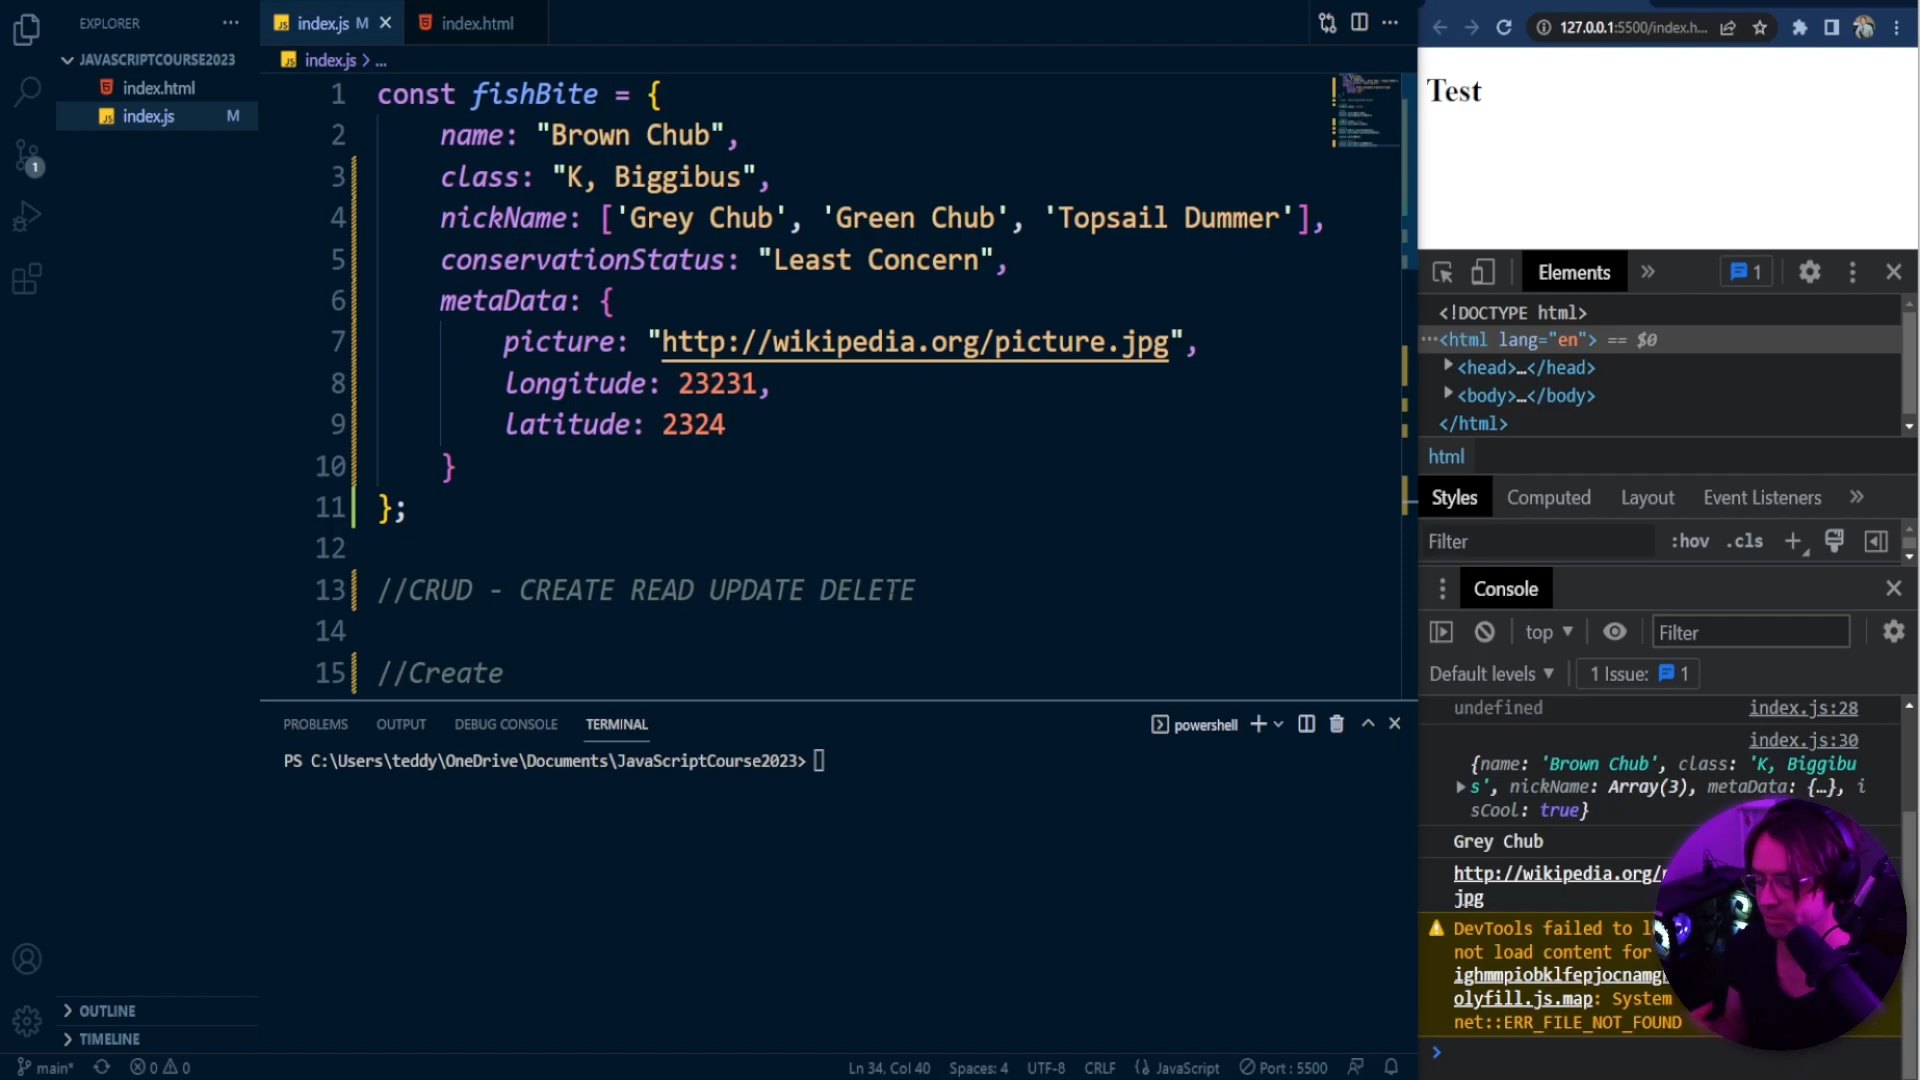 EXPLORER
JAVASCRIPTCOURSE2023
index.html
index.js M
1
OUTLINE
TIMELINE
index.js M
index.html
index.js > ...
1 const fishBite = {
2 name: "Brown Chub",
3 class: "K, Biggibus",
4 nickName: ['Grey Chub', 'Green Chub', 'Topsail Dummer'],
5 conservationStatus: "Least Concern",
6 metaData: {
7 picture: "http://wikipedia.org/picture.jpg",
8 longitude: 23231,
9 latitude: 2324
10 }
11 };
12
13 //CRUD - CREATE READ UPDATE DELETE
14
15 //Create
PROBLEMS OUTPUT DEBUG CONSOLE TERMINAL
powershell
PS C:\Users\teddy\OneDrive\Documents\JavaScriptCourse2023>
main* 0 0
Ln 34, Col 40 Spaces: 4 UTF-8 CRLF JavaScript Port : 5500
127.0.0.1:5500/index.h...
Test
Elements 1
<!DOCTYPE html>
...<html lang="en"> == $0
<head>…</head>
<body>…</body>
</html>
html
Styles Computed Layout Event Listeners
Filter :hov .cls
Console
top Filter
Default levels 1 Issue: 1
undefined index.js:28
index.js:30
{name: 'Brown Chub', class: 'K, Biggibu
s', nickName: Array(3), metaData: {…}, i
sCool: true}
Grey Chub
http://wikipedia.org/
jpg
DevTools failed to
not load content for
olyfill.js.map: System
net::ERR_FILE_NOT_FOUND